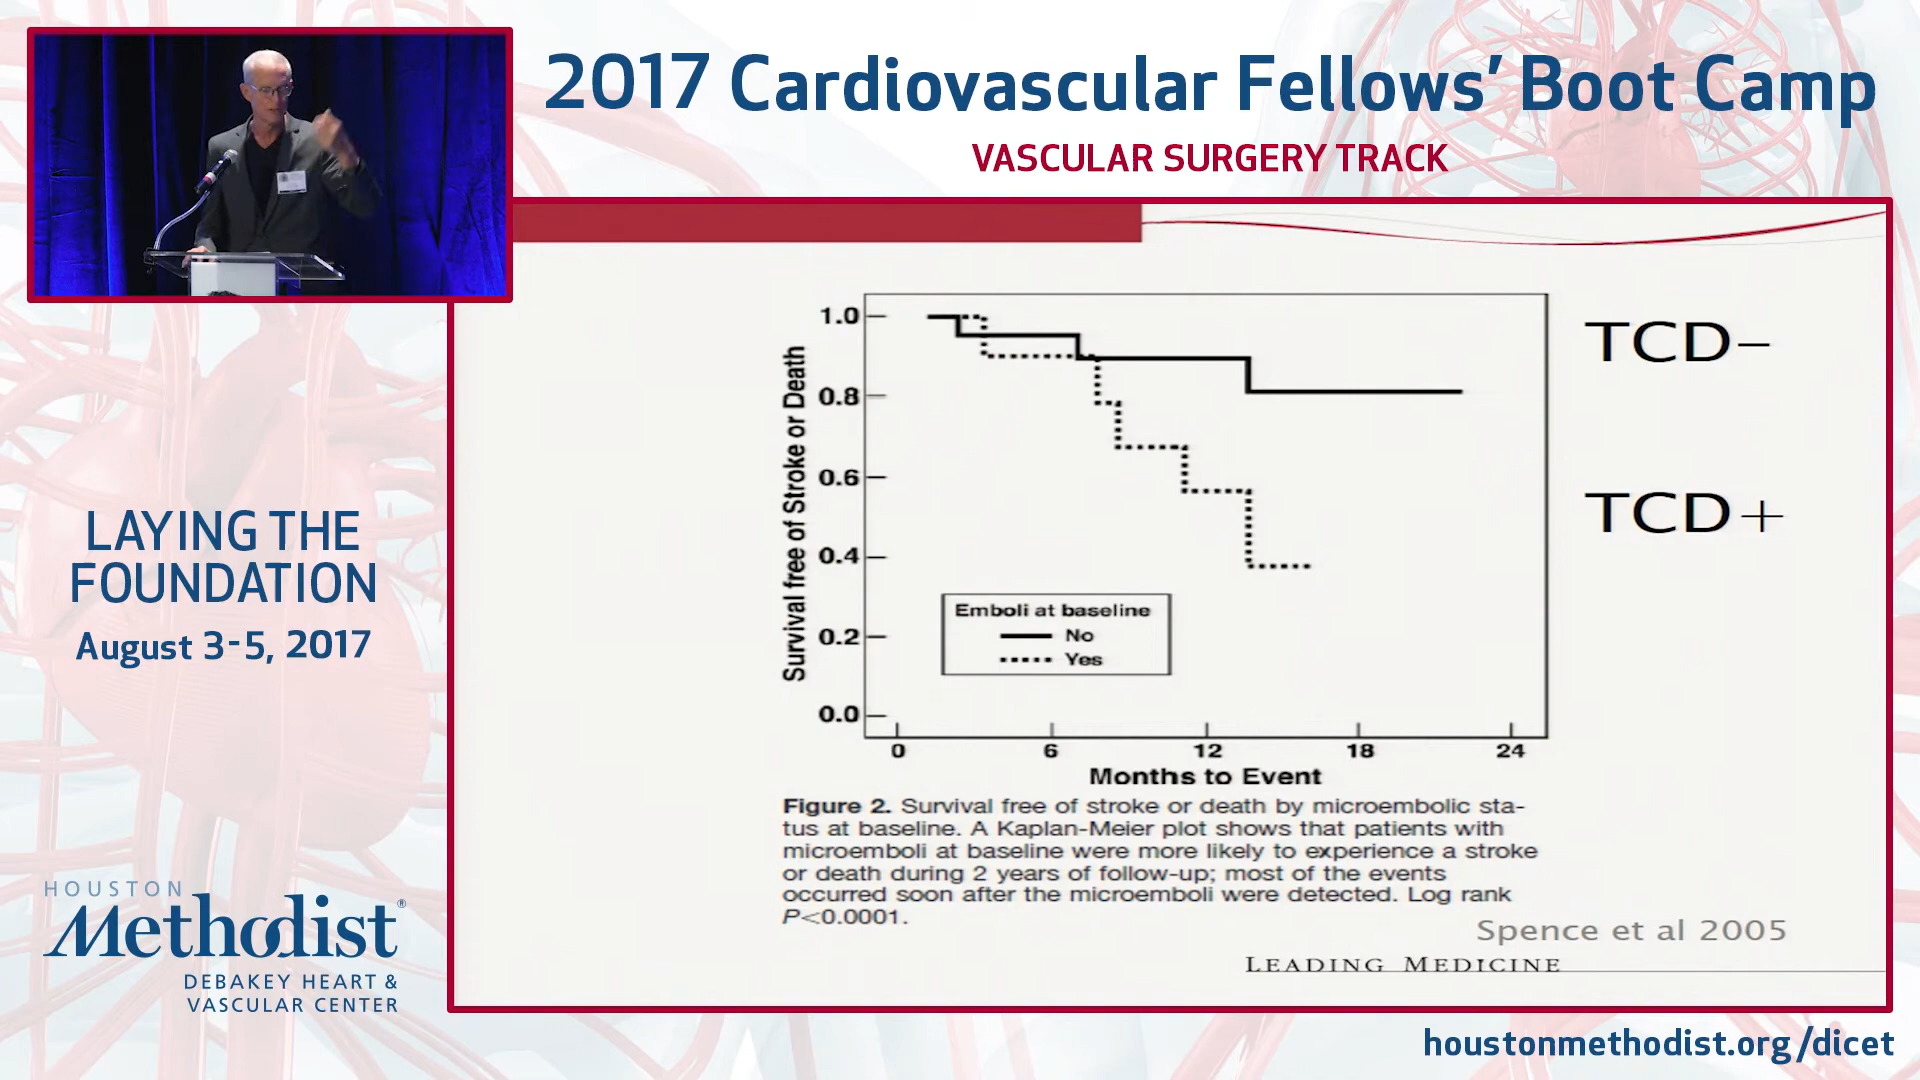 2017 Cardiovascular Fellows' Boot Camp
VASCULAR SURGERY TRACK
LAYING THE
FOUNDATION
August 3-5, 2017
HOUSTON
Methodist®
DEBAKEY HEART &
VASCULAR CENTER
Survival free of Stroke or Death
1.0
0.8
0.6
0.4
0.2
0.0
Emboli at baseline
No
Yes
0 6 12 18 24
Months to Event
TCD–
TCD+
Figure 2. Survival free of stroke or death by microembolic sta-
tus at baseline. A Kaplan-Meier plot shows that patients with
microemboli at baseline were more likely to experience a stroke
or death during 2 years of follow-up; most of the events
occurred soon after the microemboli were detected. Log rank
P<0.0001.
Spence et al 2005
LEADING MEDICINE
houstonmethodist.org/dicet